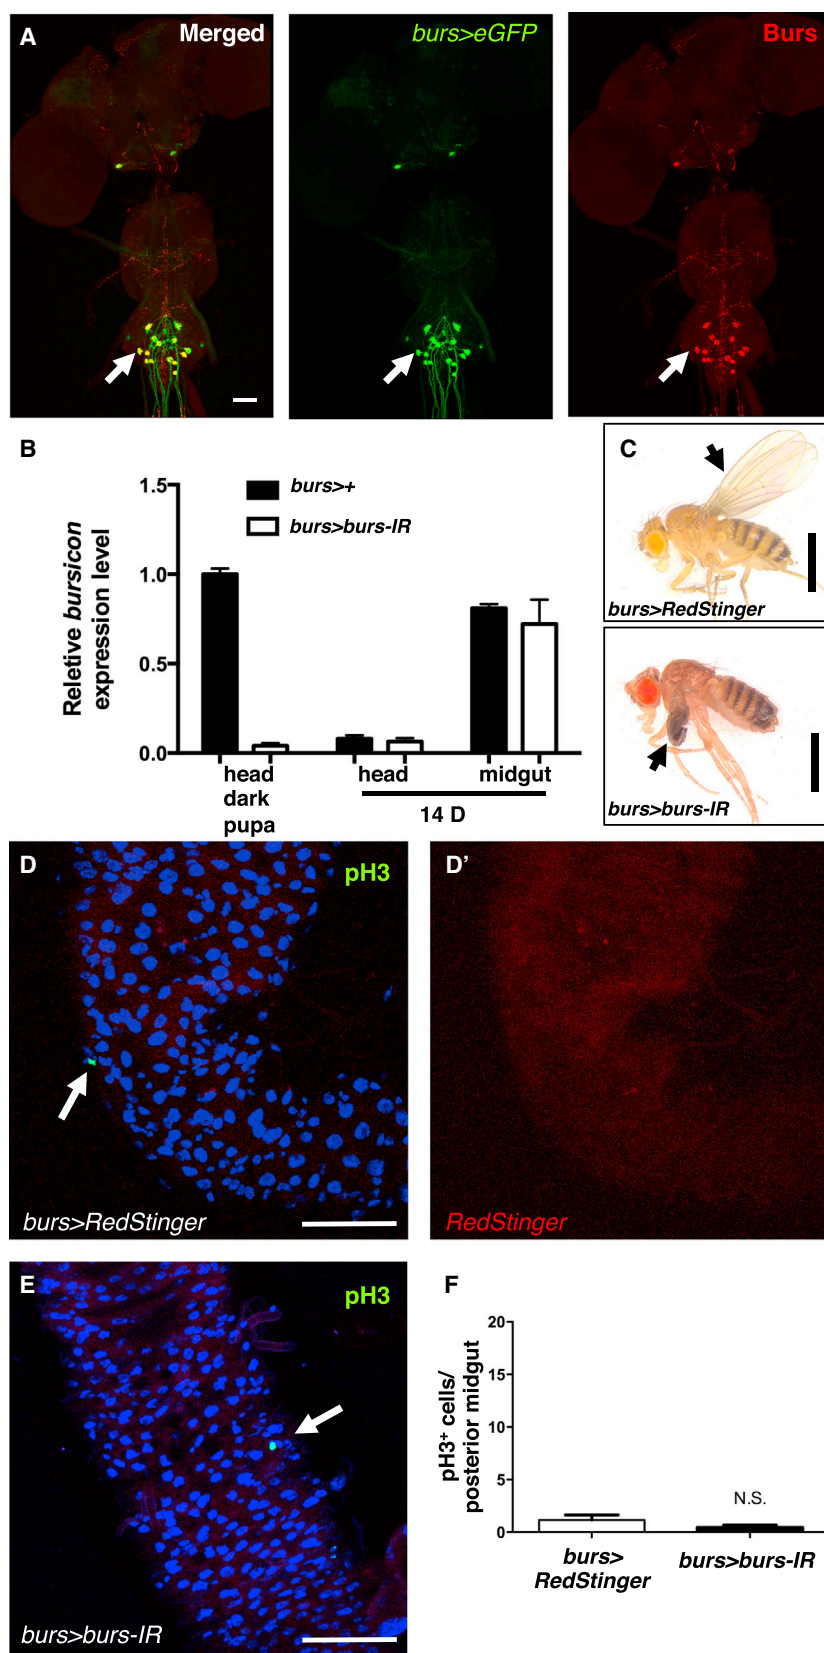 A
Merged
burs>eGFP
Burs
B
1.5
1.0
0.5
0.0
Reletive bursicon
expression level
burs>+
burs>burs-IR
head
dark
pupa
head
midgut
14 D
C
burs>RedStinger
burs>burs-IR
D
pH3
burs>RedStinger
D'
RedStinger
E
pH3
burs>burs-IR
F
20
15
10
5
0
pH3+ cells/
posterior midgut
N.S.
burs>
RedStinger
burs>burs-IR